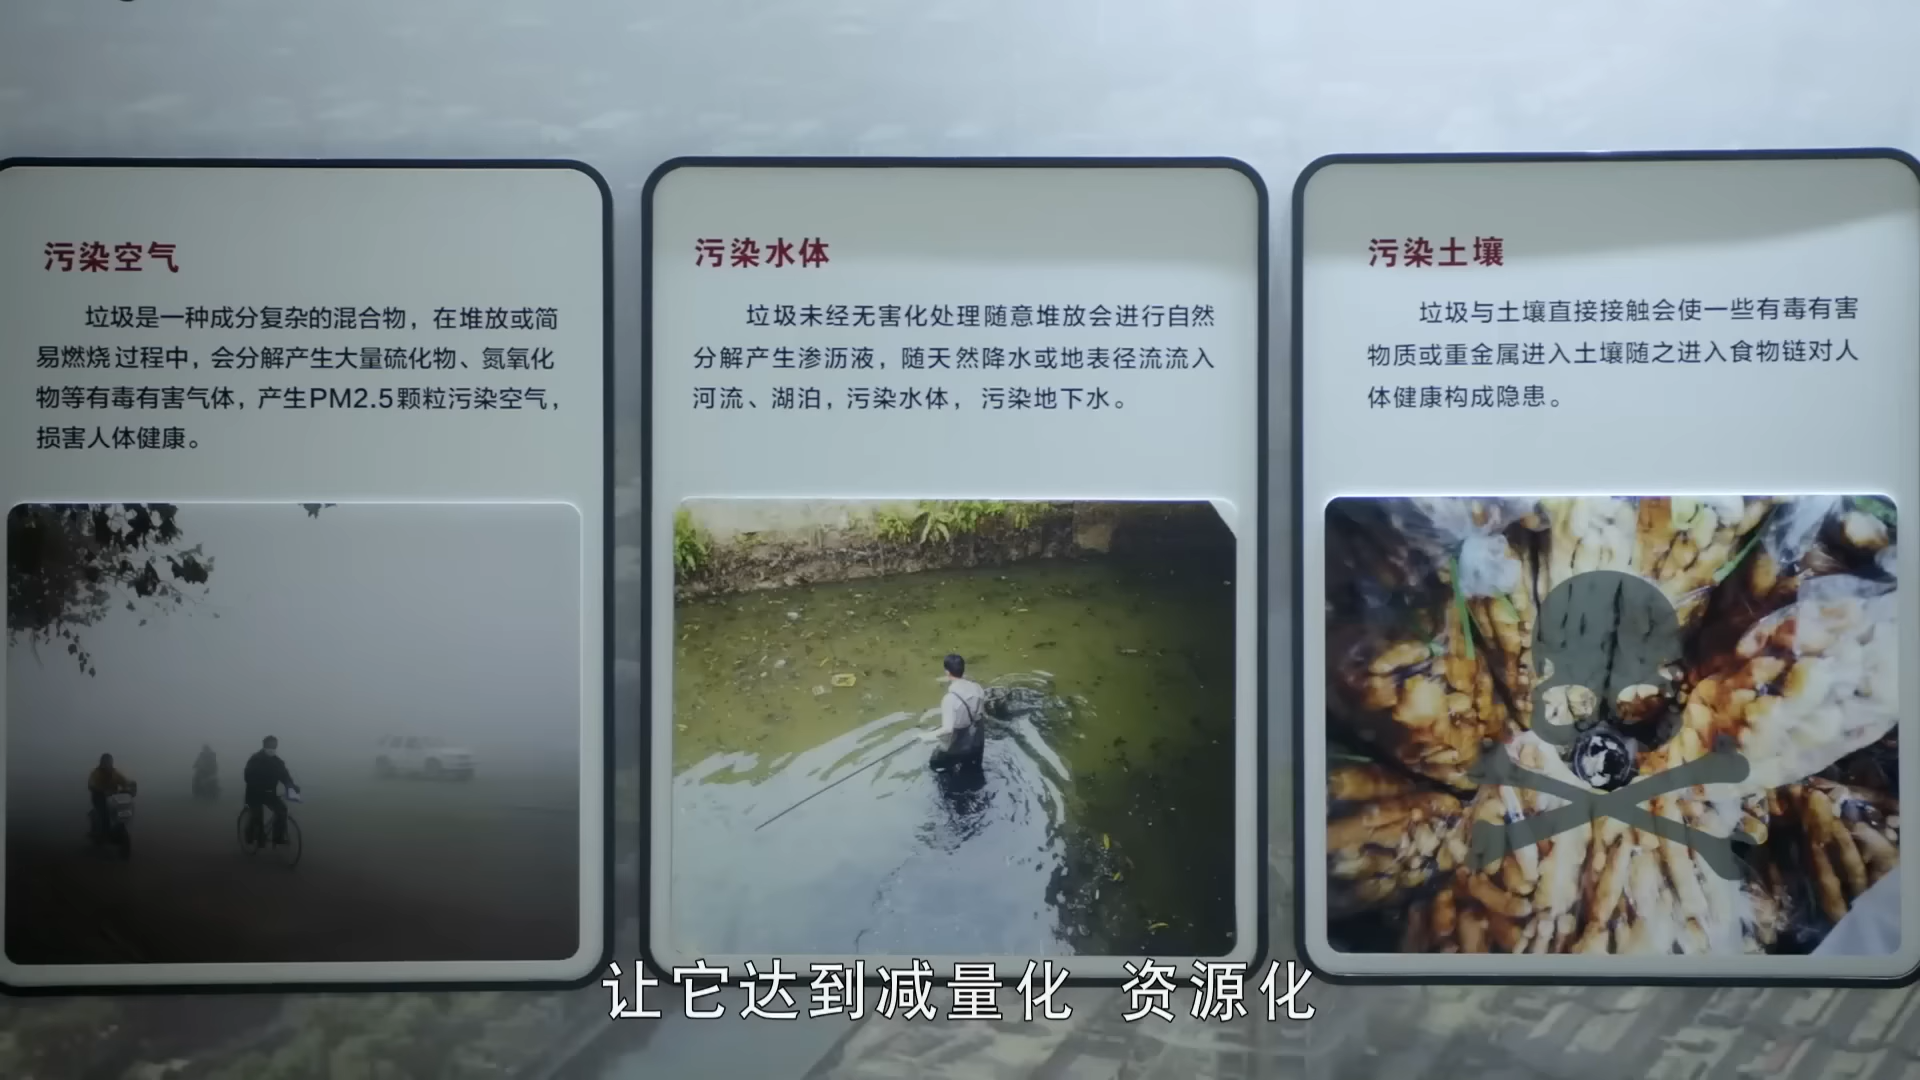 污染空气
垃圾是一种成分复杂的混合物，在堆放或简
易燃烧过程中，会分解产生大量硫化物、氮氧化
物等有毒有害气体，产生PM2.5颗粒污染空气，
损害人体健康。
污染水体
垃圾未经无害化处理随意堆放会进行自然
分解产生渗沥液，随天然降水或地表径流流入
河流、湖泊，污染水体，污染地下水。
污染土壤
垃圾与土壤直接接触会使一些有毒有害
物质或重金属进入土壤随之进入食物链对人
体健康构成隐患。
让它达到减量化 资源化